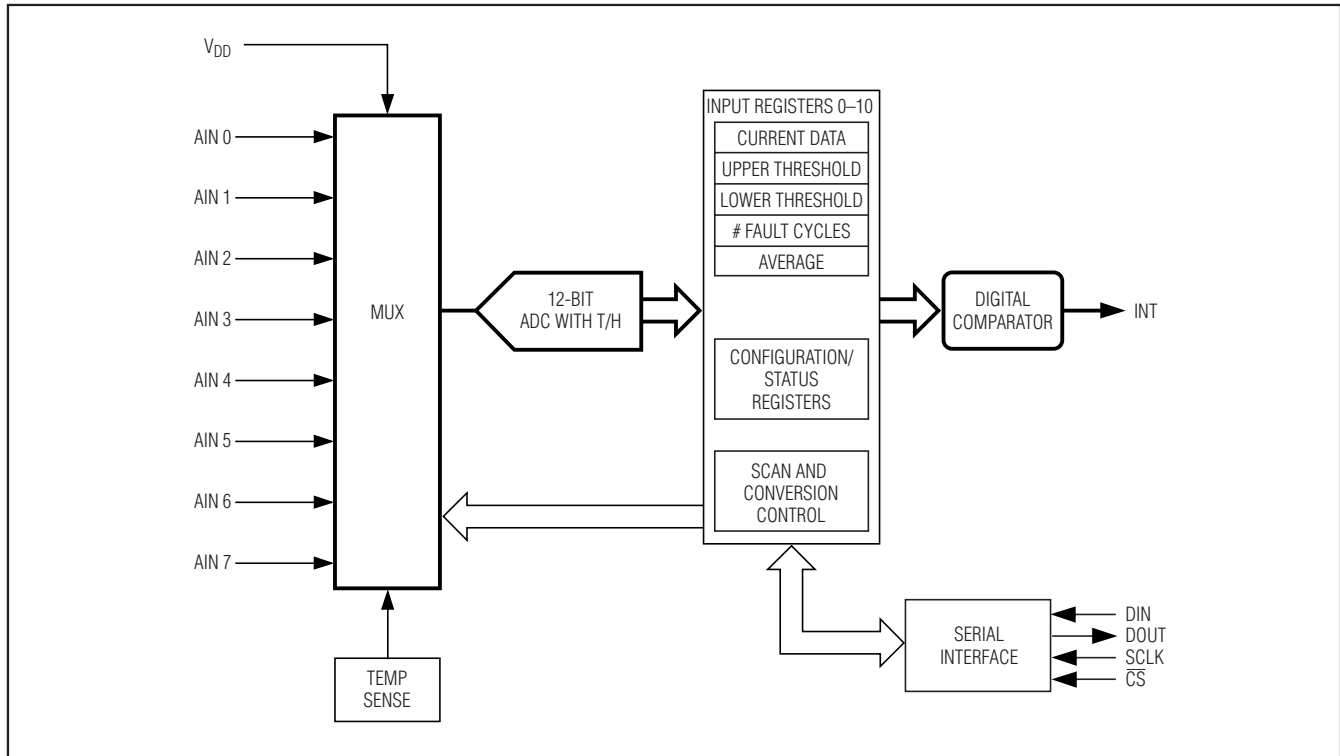 V_DD
AIN 0
AIN 1
AIN 2
AIN 3
AIN 4
AIN 5
AIN 6
AIN 7
MUX
TEMP
SENSE
12-BIT
ADC WITH T/H
INPUT REGISTERS 0–10
CURRENT DATA
UPPER THRESHOLD
LOWER THRESHOLD
# FAULT CYCLES
AVERAGE
CONFIGURATION/
STATUS
REGISTERS
SCAN AND
CONVERSION
CONTROL
DIGITAL
COMPARATOR
INT
SERIAL
INTERFACE
DIN
DOUT
SCLK
C̅S̅